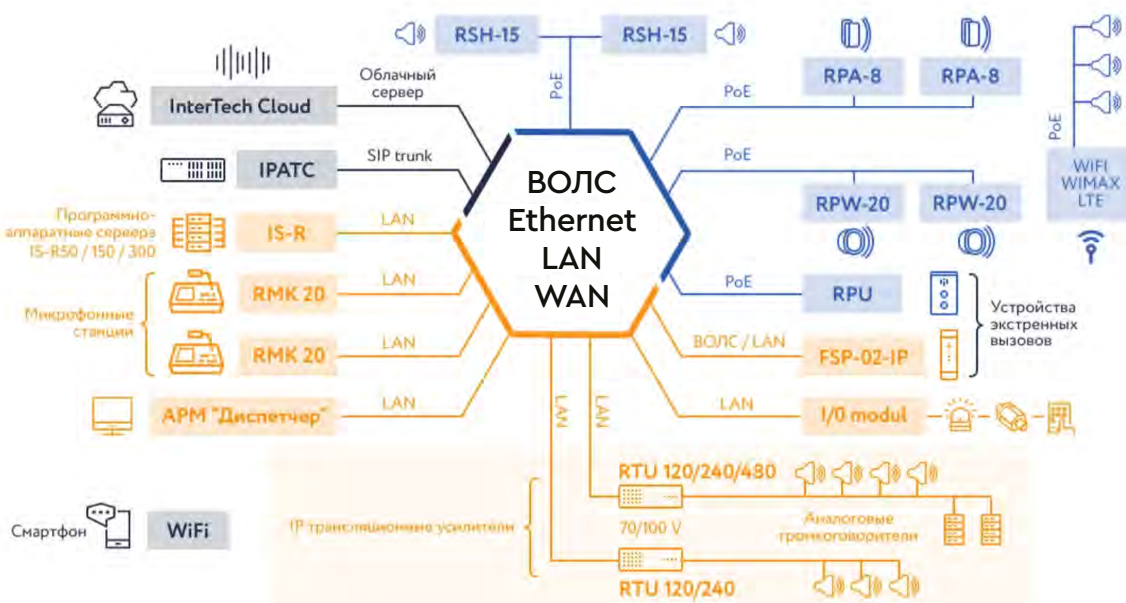 RSH-15
RSH-15
PoE
Облачный
сервер
InterTech Cloud
SIP trunk
IPATC
Программно-
аппаратные сервера
IS-R50 / 150 / 300
IS-R
LAN
Микрофонные
станции
RMK 20
LAN
RMK 20
LAN
АРМ "Диспетчер"
LAN
ВОЛС
Ethernet
LAN
WAN
RPA-8
RPA-8
PoE
PoE
RPW-20
RPW-20
PoE
RPU
PoE
WIFI
WIMAX
LTE
Устройства
экстренных
вызовов
ВОЛС / LAN
FSP-02-IP
LAN
I/0 modul
LAN
LAN
RTU 120/240/480
IP трансляционные усилители
70/100 V
Аналоговые
громкоговорители
RTU 120/240
Смартфон
WiFi